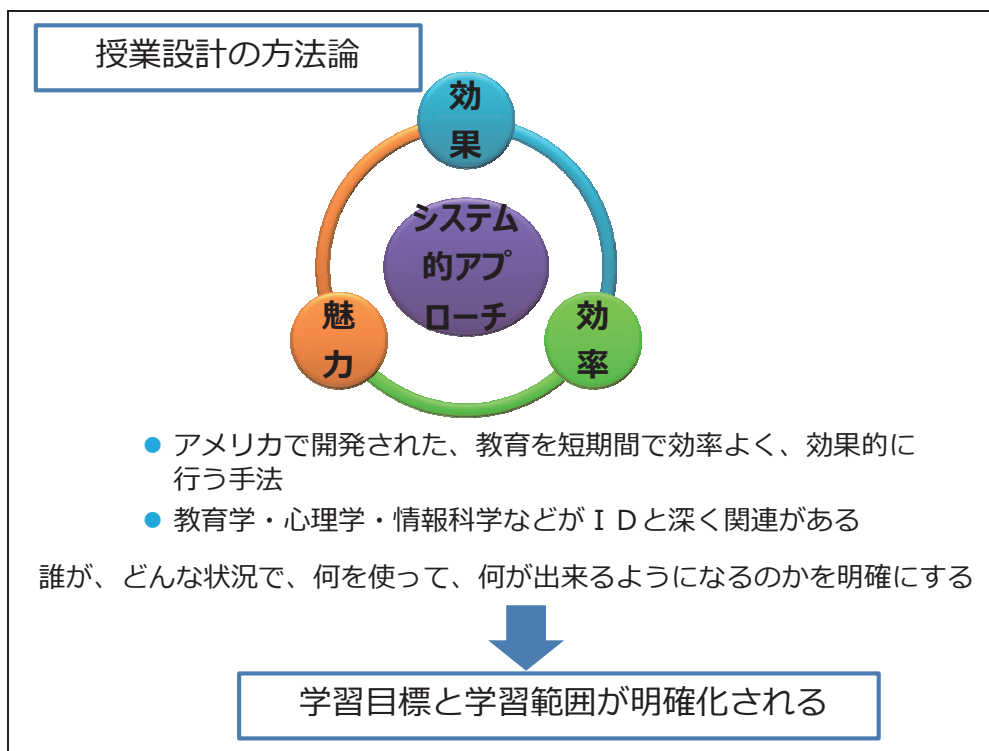 授業設計の方法論
効
果
システム
的アプ
ローチ
魅
力
効
率
● アメリカで開発された、教育を短期間で効率よく、効果的に
行う手法
● 教育学・心理学・情報科学などがＩＤと深く関連がある
誰が、どんな状況で、何を使って、何が出来るようになるのかを明確にする
学習目標と学習範囲が明確化される